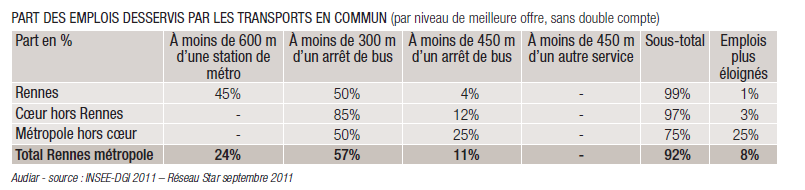 PART DES EMPLOIS DESSERVIS PAR LES TRANSPORTS EN COMMUN (par niveau de meilleure offre, sans double compte)
Part en % À moins de 600 m d'une station de métro À moins de 300 m d'un arrêt de bus À moins de 450 m d'un arrêt de bus À moins de 450 m d'un autre service Sous-total Emplois plus éloignés
Rennes 45% 50% 4% - 99% 1%
Cœur hors Rennes - 85% 12% - 97% 3%
Métropole hors cœur - 50% 25% - 75% 25%
Total Rennes métropole 24% 57% 11% - 92% 8%
Audiar - source : INSEE-DGI 2011 – Réseau Star septembre 2011